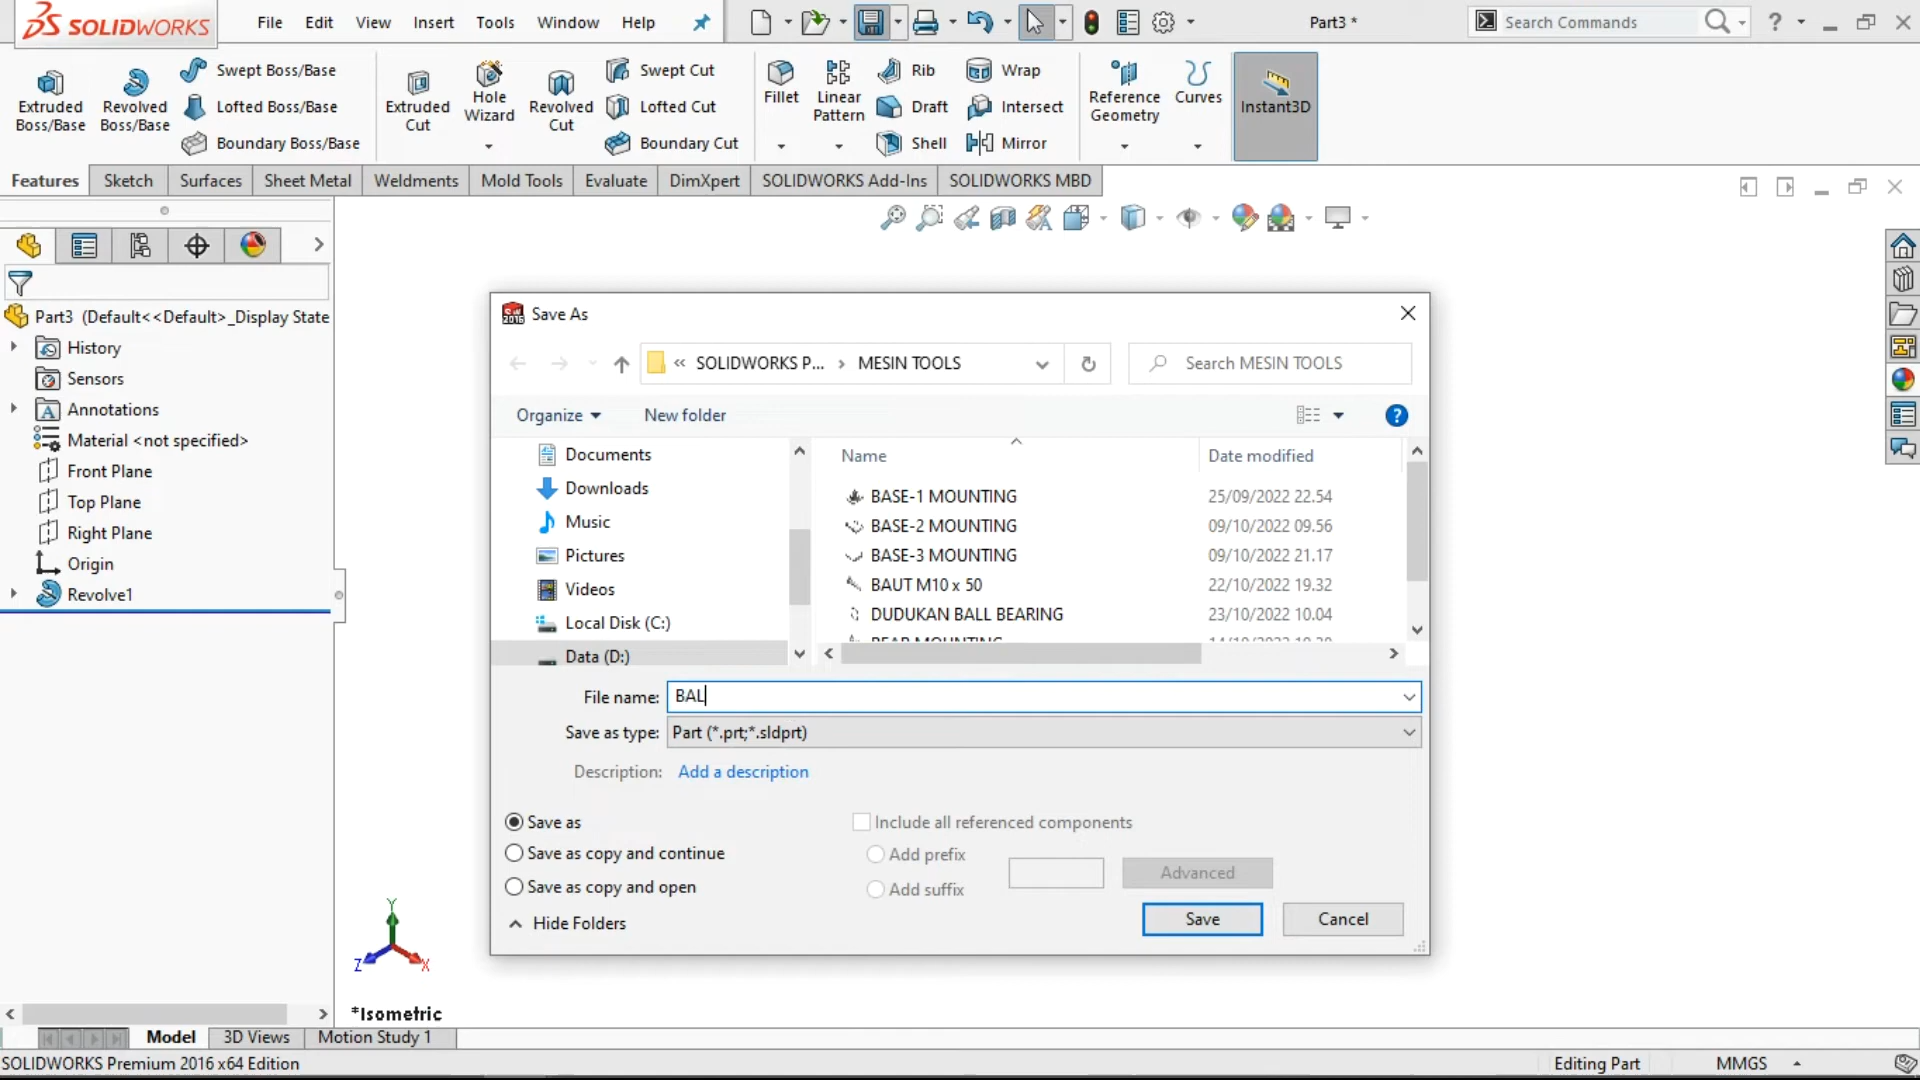 SOLIDWORKS
File Edit View Insert Tools Window Help
Part3 *
Search Commands
Extruded Boss/Base
Revolved Boss/Base
Swept Boss/Base
Lofted Boss/Base
Boundary Boss/Base
Extruded Cut
Hole Wizard
Revolved Cut
Swept Cut
Lofted Cut
Boundary Cut
Fillet
Linear Pattern
Rib
Draft
Shell
Wrap
Intersect
Mirror
Reference Geometry
Curves
Instant3D
Features Sketch Surfaces Sheet Metal Weldments Mold Tools Evaluate DimXpert SOLIDWORKS Add-Ins SOLIDWORKS MBD
Part3 (Default<<Default>_Display State
History
Sensors
Annotations
Material <not specified>
Front Plane
Top Plane
Right Plane
Origin
Revolve1
Save As
« SOLIDWORKS P... › MESIN TOOLS
Search MESIN TOOLS
Organize
New folder
Documents
Downloads
Music
Pictures
Videos
Local Disk (C:)
Data (D:)
Name Date modified
BASE-1 MOUNTING 25/09/2022 22.54
BASE-2 MOUNTING 09/10/2022 09.56
BASE-3 MOUNTING 09/10/2022 21.17
BAUT M10 x 50 22/10/2022 19.32
DUDUKAN BALL BEARING 23/10/2022 10.04
File name: BAL
Save as type: Part (*.prt;*.sldprt)
Description: Add a description
Save as
Save as copy and continue
Save as copy and open
Include all referenced components
Add prefix
Add suffix
Advanced
Hide Folders
Save
Cancel
Y
Z
X
*Isometric
Model 3D Views Motion Study 1
SOLIDWORKS Premium 2016 x64 Edition
Editing Part
MMGS